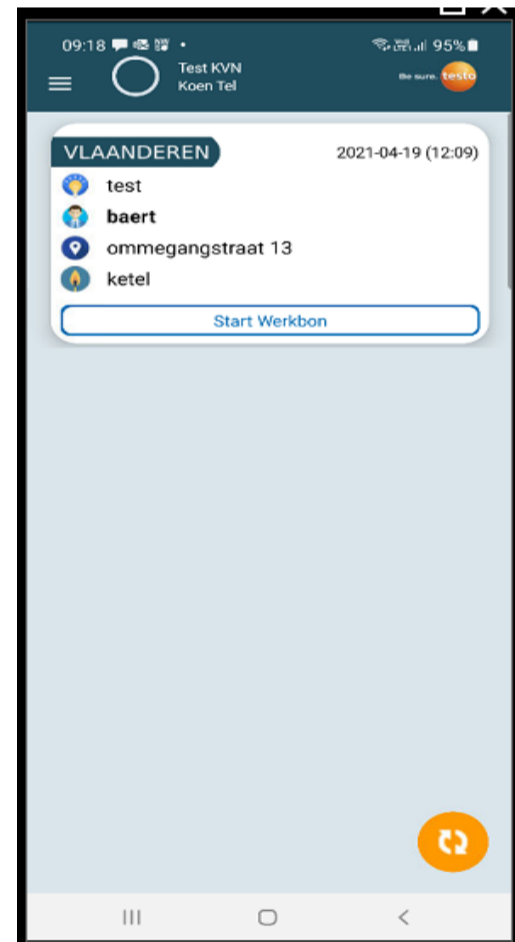 09:18
95%
Test KVN
Koen Tel
Be sure. testo
VLAANDEREN
2021-04-19 (12:09)
test
baert
ommegangstraat 13
ketel
Start Werkbon